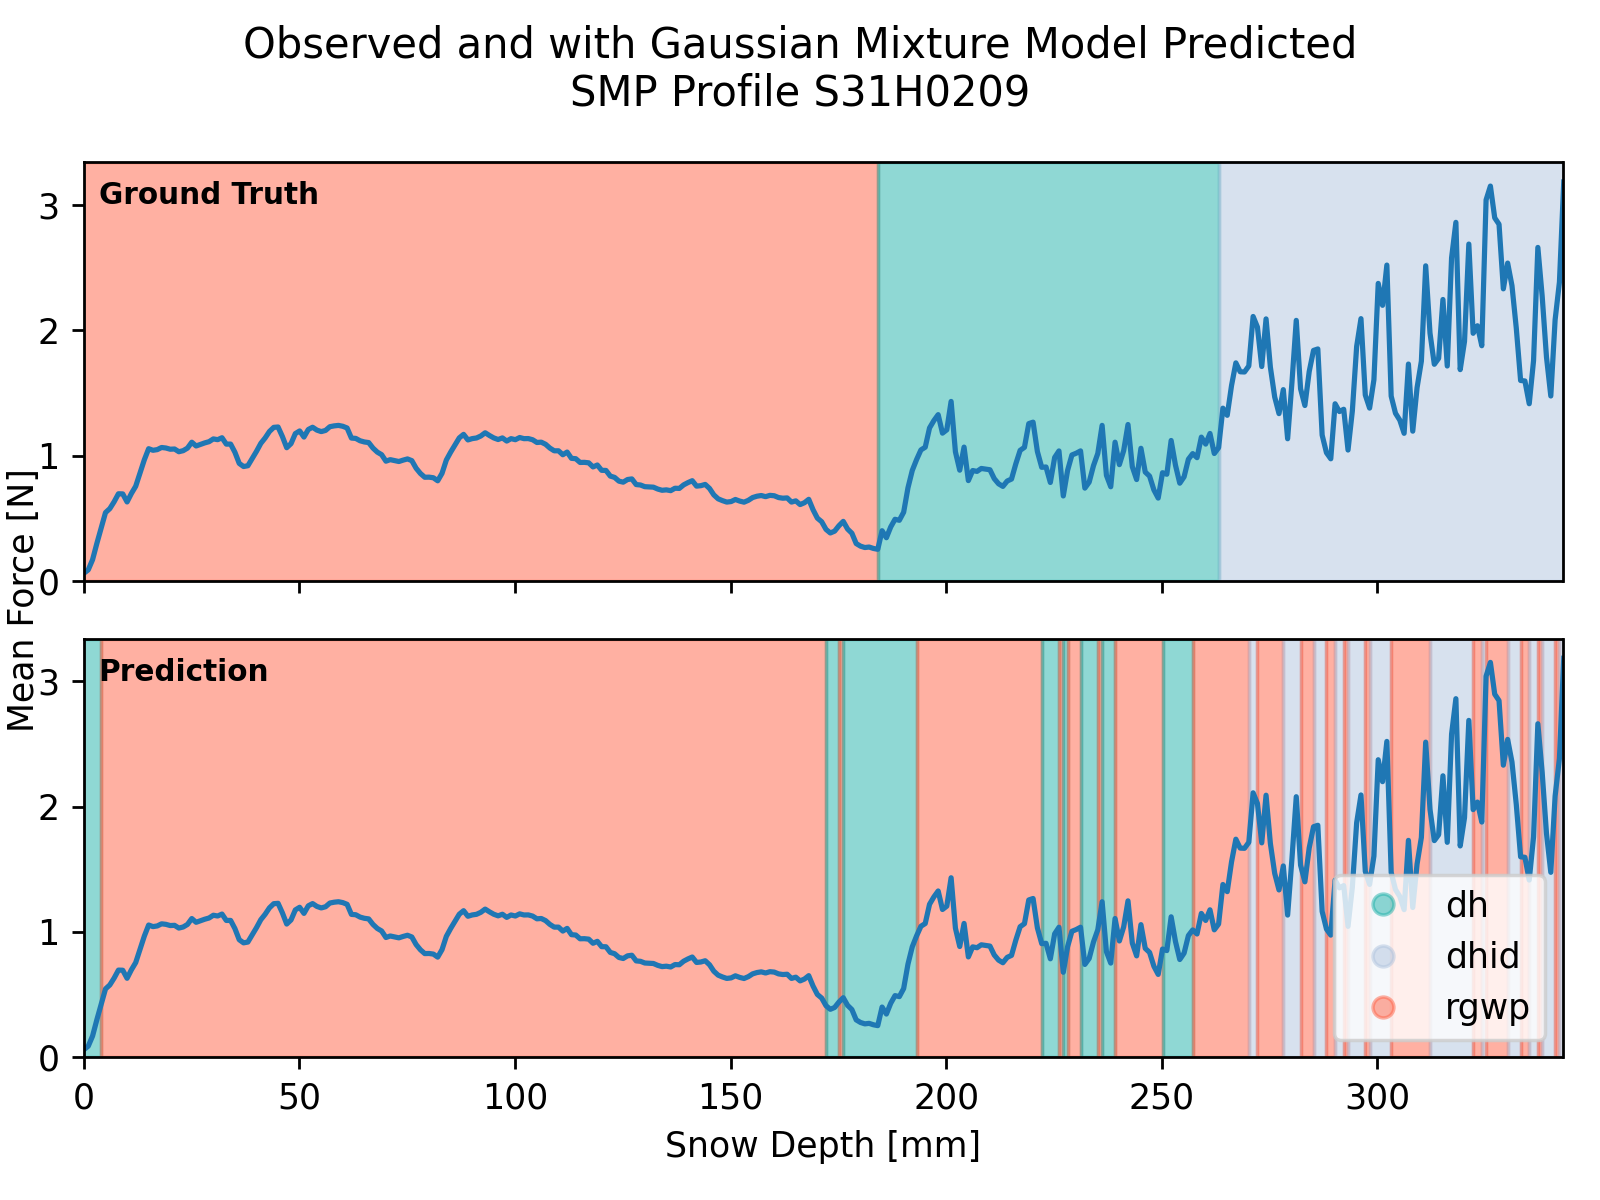 Observed and with Gaussian Mixture Model Predicted
SMP Profile S31H0209
Ground Truth
3
2
1
0
Mean Force [N]
Prediction
3
2
1
0
dh
dhid
rgwp
0 50 100 150 200 250 300
Snow Depth [mm]